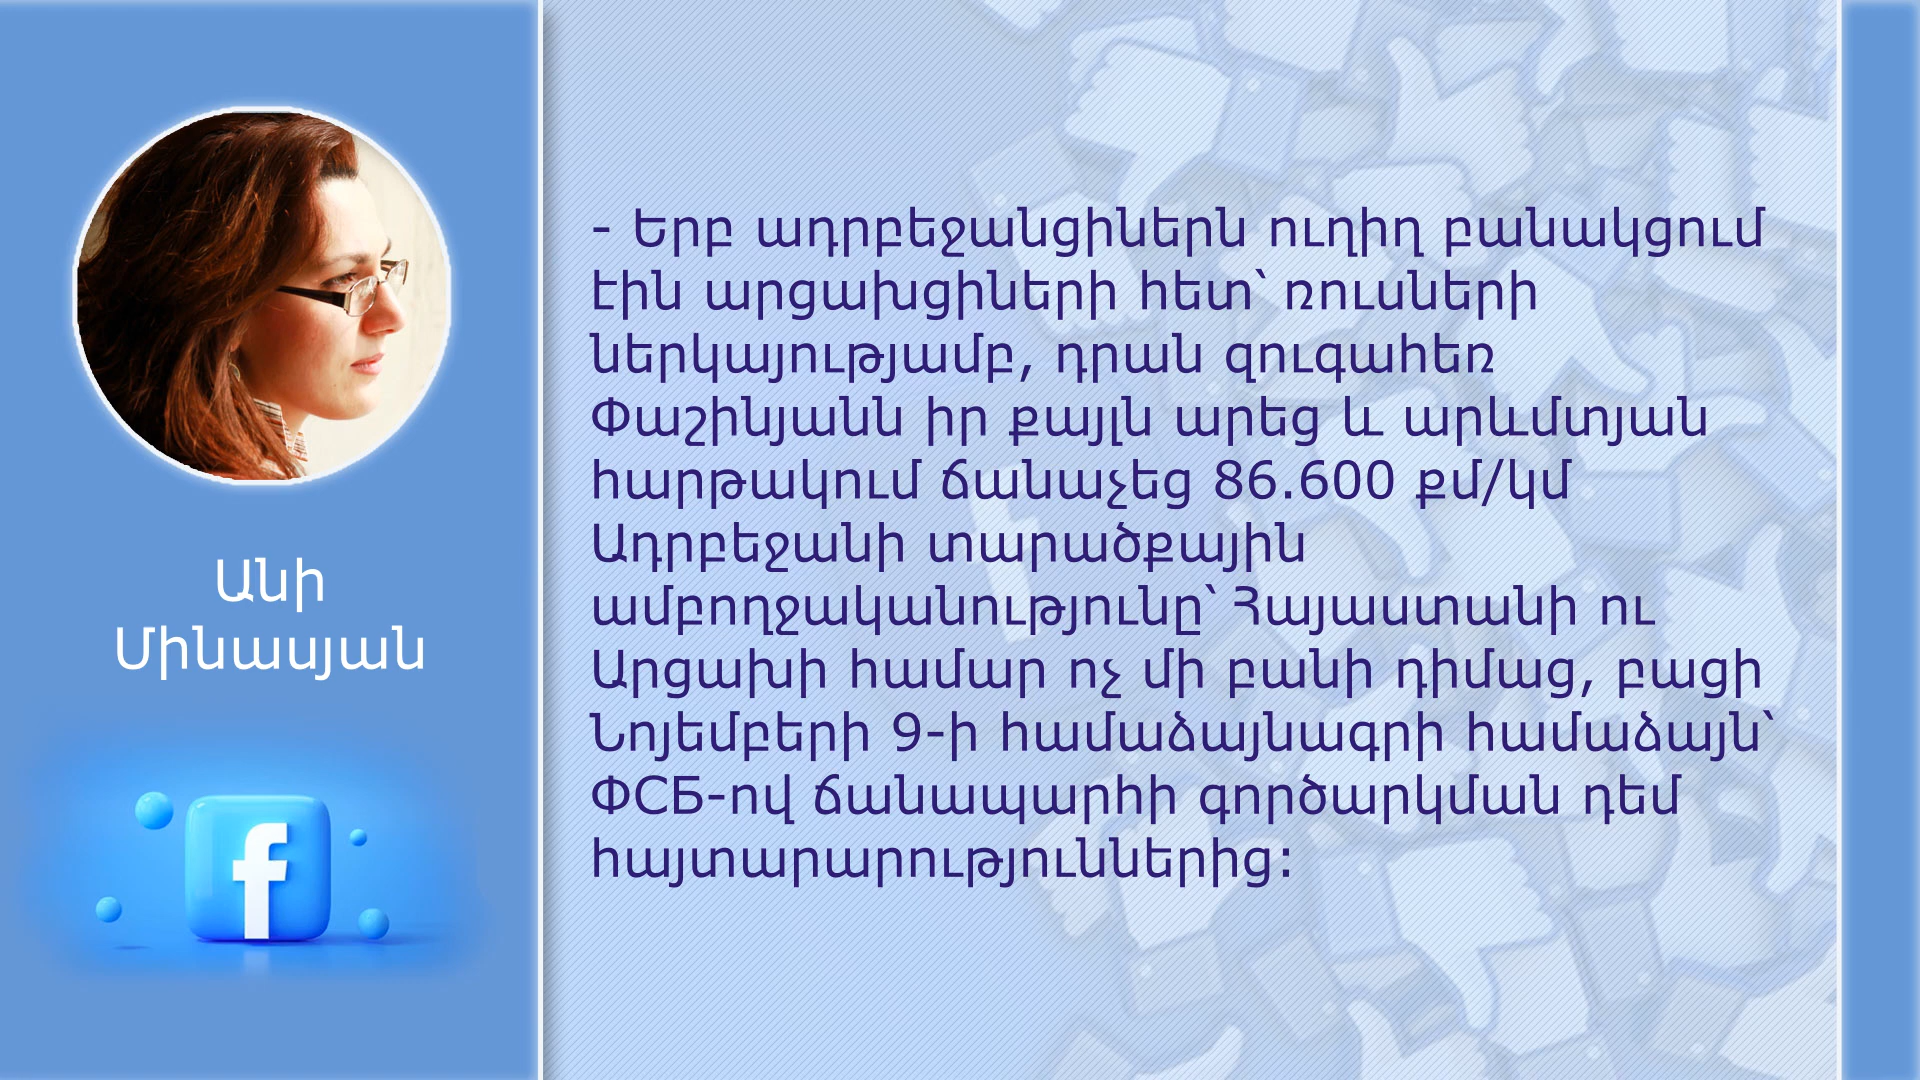 Անի
Մինասյան
- Երբ ադրբեջանցիներն ուղիղ բանակցում
էին արցախցիների հետ՝ ռուսների
ներկայությամբ, դրան զուգահեռ
Փաշինյանն իր քայլն արեց և արևմտյան
հարթակում ճանաչեց 86.600 քմ/կմ
Ադրբեջանի տարածքային
ամբողջականությունը՝ Հայաստանի ու
Արցախի համար ոչ մի բանի դիմաց, բացի
Նոյեմբերի 9-ի համաձայնագրի համաձայն՝
ФСБ-ով ճանապարհի գործարկման դեմ
հայտարարություններից:
f